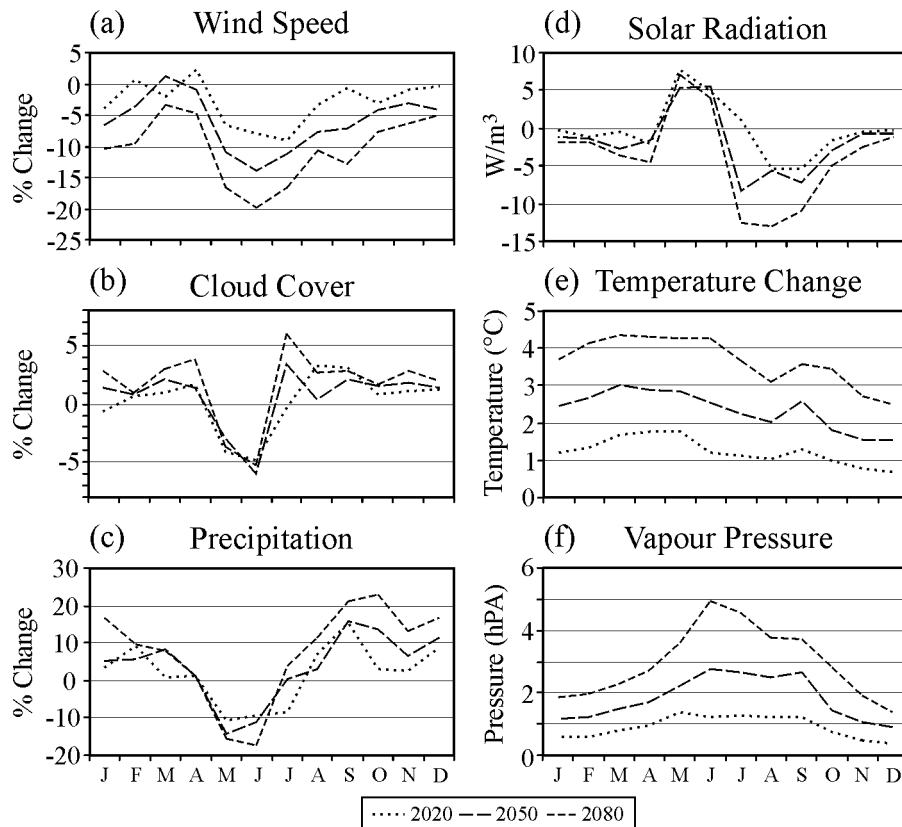 (a) Wind Speed
% Change
10
5
0
-5
-10
-15
-20
-25
(d) Solar Radiation
W/m³
10
5
0
-5
-10
-15
(b) Cloud Cover
% Change
5
0
-5
(e) Temperature Change
Temperature (°C)
5
4
3
2
1
0
(c) Precipitation
% Change
30
20
10
0
-10
-20
J F M A M J J A S O N D
(f) Vapour Pressure
Pressure (hPA)
6
4
2
0
J F M A M J J A S O N D
2020 2050 2080